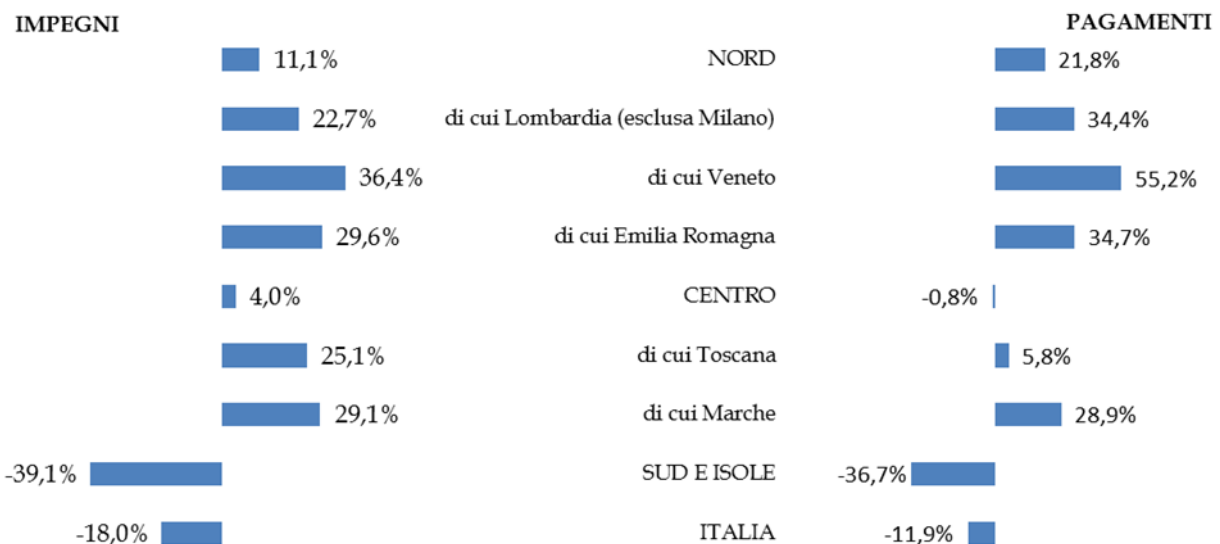 IMPEGNI PAGAMENTI
11,1% NORD 21,8%
22,7% di cui Lombardia (esclusa Milano) 34,4%
36,4% di cui Veneto 55,2%
29,6% di cui Emilia Romagna 34,7%
4,0% CENTRO -0,8%
25,1% di cui Toscana 5,8%
29,1% di cui Marche 28,9%
-39,1% SUD E ISOLE -36,7%
-18,0% ITALIA -11,9%